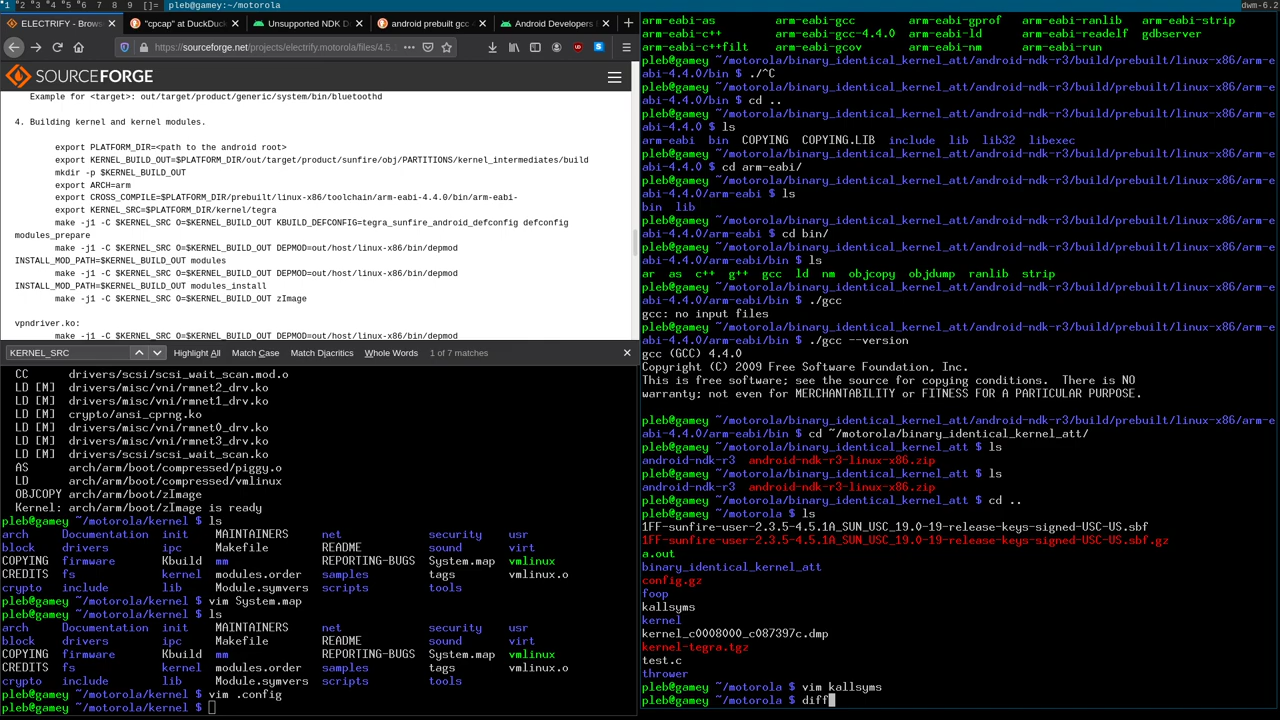 1 2 3 4 5 6 7 8 9 []= pleb@gamey:~/motorola dwm-6.2
ELECTRIFY - Motorola "cpcap" at DuckDuc Unsupported NDK D android prebuilt gcc 4. Android Developers B
https://sourceforge.net/projects/electrify.motorola/files/4.5.
SOURCEFORGE
Example for <target>: out/target/product/generic/system/bin/bluetoothd
4. Building kernel and kernel modules.
export PLATFORM_DIR=<path to the android root>
export KERNEL_BUILD_OUT=$PLATFORM_DIR/out/target/product/sunfire/obj/PARTITIONS/kernel_intermediates/build
mkdir -p $KERNEL_BUILD_OUT
export ARCH=arm
export CROSS_COMPILE=$PLATFORM_DIR/prebuilt/linux-x86/toolchain/arm-eabi-4.4.0/bin/arm-eabi-
export KERNEL_SRC=$PLATFORM_DIR/kernel/tegra
make -j1 -C $KERNEL_SRC O=$KERNEL_BUILD_OUT KBUILD_DEFCONFIG=tegra_sunfire_android_defconfig defconfig
modules_prepare
make -j1 -C $KERNEL_SRC O=$KERNEL_BUILD_OUT DEPMOD=out/host/linux-x86/bin/depmod
INSTALL_MOD_PATH=$KERNEL_BUILD_OUT modules
make -j1 -C $KERNEL_SRC O=$KERNEL_BUILD_OUT DEPMOD=out/host/linux-x86/bin/depmod
INSTALL_MOD_PATH=$KERNEL_BUILD_OUT modules_install
make -j1 -C $KERNEL_SRC O=$KERNEL_BUILD_OUT zImage
vpndriver.ko:
make -j1 -C $KERNEL_SRC O=$KERNEL_BUILD_OUT DEPMOD=out/host/linux-x86/bin/depmod
KERNEL_SRC Highlight All Match Case Match Diacritics Whole Words 1 of 7 matches
CC drivers/scsi/scsi_wait_scan.mod.o
LD [M] drivers/misc/vni/rmnet2_drv.ko
LD [M] drivers/misc/vni/rmnet1_drv.ko
LD [M] crypto/ansi_cprng.ko
LD [M] drivers/misc/vni/rmnet0_drv.ko
LD [M] drivers/misc/vni/rmnet3_drv.ko
LD [M] drivers/scsi/scsi_wait_scan.ko
AS arch/arm/boot/compressed/piggy.o
LD arch/arm/boot/compressed/vmlinux
OBJCOPY arch/arm/boot/zImage
Kernel: arch/arm/boot/zImage is ready
pleb@gamey ~/motorola/kernel $ ls
arch Documentation init MAINTAINERS net security usr
block drivers ipc Makefile README sound virt
COPYING firmware Kbuild mm REPORTING-BUGS System.map vmlinux
CREDITS fs kernel modules.order samples tags vmlinux.o
crypto include lib Module.symvers scripts tools
pleb@gamey ~/motorola/kernel $ vim System.map
pleb@gamey ~/motorola/kernel $ ls
arch Documentation init MAINTAINERS net security usr
block drivers ipc Makefile README sound virt
COPYING firmware Kbuild mm REPORTING-BUGS System.map vmlinux
CREDITS fs kernel modules.order samples tags vmlinux.o
crypto include lib Module.symvers scripts tools
pleb@gamey ~/motorola/kernel $ vim .config
pleb@gamey ~/motorola/kernel $
arm-eabi-as arm-eabi-gcc arm-eabi-gprof arm-eabi-ranlib arm-eabi-strip
arm-eabi-c++ arm-eabi-gcc-4.4.0 arm-eabi-ld arm-eabi-readelf gdbserver
arm-eabi-c++filt arm-eabi-gcov arm-eabi-nm arm-eabi-run
pleb@gamey ~/motorola/binary_identical_kernel_att/android-ndk-r3/build/prebuilt/linux-x86/arm-e
abi-4.4.0/bin $ ./^C
pleb@gamey ~/motorola/binary_identical_kernel_att/android-ndk-r3/build/prebuilt/linux-x86/arm-e
abi-4.4.0/bin $ cd ..
pleb@gamey ~/motorola/binary_identical_kernel_att/android-ndk-r3/build/prebuilt/linux-x86/arm-e
abi-4.4.0 $ ls
arm-eabi bin COPYING COPYING.LIB include lib lib32 libexec
pleb@gamey ~/motorola/binary_identical_kernel_att/android-ndk-r3/build/prebuilt/linux-x86/arm-e
abi-4.4.0 $ cd arm-eabi/
pleb@gamey ~/motorola/binary_identical_kernel_att/android-ndk-r3/build/prebuilt/linux-x86/arm-e
abi-4.4.0/arm-eabi $ ls
bin lib
pleb@gamey ~/motorola/binary_identical_kernel_att/android-ndk-r3/build/prebuilt/linux-x86/arm-e
abi-4.4.0/arm-eabi $ cd bin/
pleb@gamey ~/motorola/binary_identical_kernel_att/android-ndk-r3/build/prebuilt/linux-x86/arm-e
abi-4.4.0/arm-eabi/bin $ ls
ar as c++ g++ gcc ld nm objcopy objdump ranlib strip
pleb@gamey ~/motorola/binary_identical_kernel_att/android-ndk-r3/build/prebuilt/linux-x86/arm-e
abi-4.4.0/arm-eabi/bin $ ./gcc
gcc: no input files
pleb@gamey ~/motorola/binary_identical_kernel_att/android-ndk-r3/build/prebuilt/linux-x86/arm-e
abi-4.4.0/arm-eabi/bin $ ./gcc --version
gcc (GCC) 4.4.0
Copyright (C) 2009 Free Software Foundation, Inc.
This is free software; see the source for copying conditions. There is NO
warranty; not even for MERCHANTABILITY or FITNESS FOR A PARTICULAR PURPOSE.
pleb@gamey ~/motorola/binary_identical_kernel_att/android-ndk-r3/build/prebuilt/linux-x86/arm-e
abi-4.4.0/arm-eabi/bin $ cd ~/motorola/binary_identical_kernel_att/
pleb@gamey ~/motorola/binary_identical_kernel_att $ ls
android-ndk-r3 android-ndk-r3-linux-x86.zip
pleb@gamey ~/motorola/binary_identical_kernel_att $ ls
android-ndk-r3 android-ndk-r3-linux-x86.zip
pleb@gamey ~/motorola/binary_identical_kernel_att $ cd ..
pleb@gamey ~/motorola $ ls
1FF-sunfire-user-2.3.5-4.5.1A_SUN_USC_19.0-19-release-keys-signed-USC-US.sbf
1FF-sunfire-user-2.3.5-4.5.1A_SUN_USC_19.0-19-release-keys-signed-USC-US.sbf.gz
a.out
binary_identical_kernel_att
config.gz
foop
kallsyms
kernel
kernel_c0008000_c087397c.dmp
kernel-tegra.tgz
test.c
thrower
pleb@gamey ~/motorola $ vim kallsyms
pleb@gamey ~/motorola $ diff